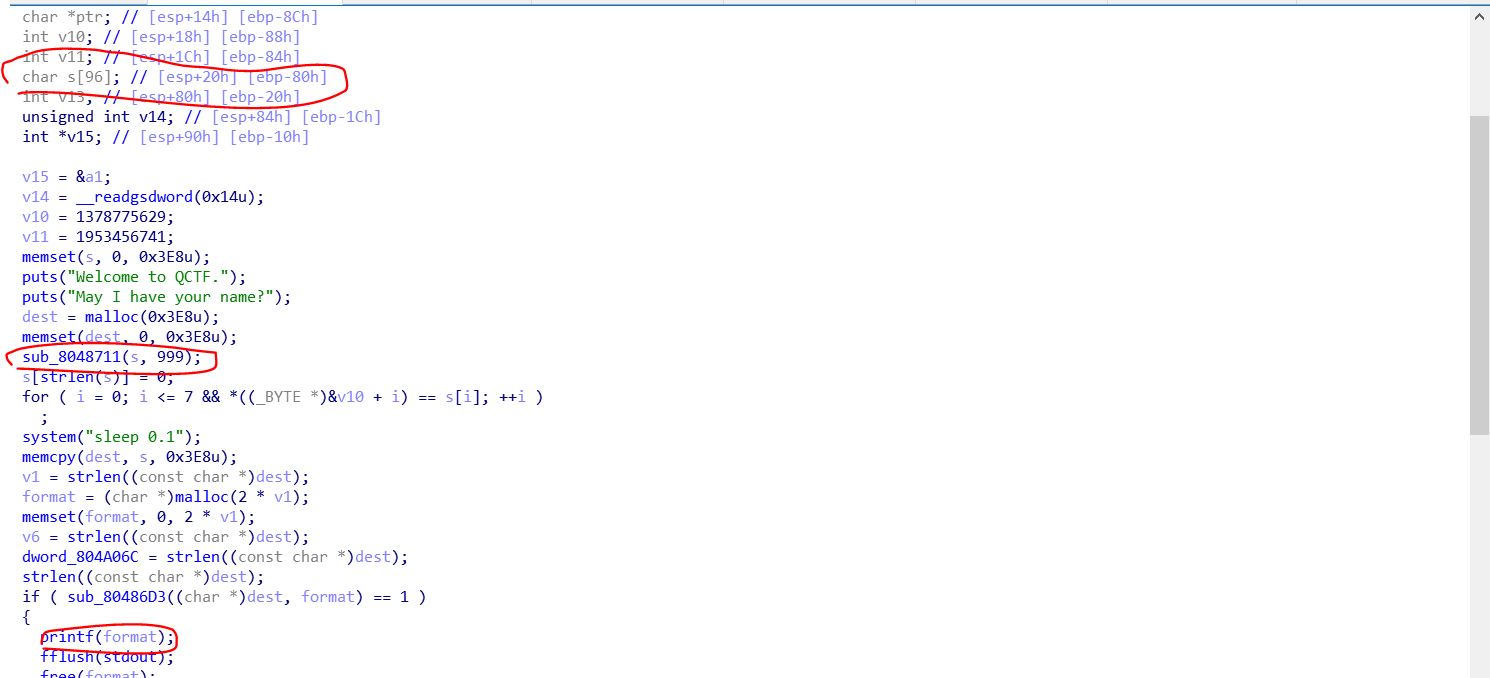 char *ptr; // [esp+14h] [ebp-8Ch]
int v10; // [esp+18h] [ebp-88h]
int v11; // [esp+1Ch] [ebp-84h]
char s[96]; // [esp+20h] [ebp-80h]
int v13; // [esp+80h] [ebp-20h]
unsigned int v14; // [esp+84h] [ebp-1Ch]
int *v15; // [esp+90h] [ebp-10h]
v15 = &a1;
v14 = __readgsdword(0x14u);
v10 = 1378775629;
v11 = 1953456741;
memset(s, 0, 0x3E8u);
puts("Welcome to QCTF.");
puts("May I have your name?");
dest = malloc(0x3E8u);
memset(dest, 0, 0x3E8u);
sub_8048711(s, 999);
s[strlen(s)] = 0;
for ( i = 0; i <= 7 && *((_BYTE *)&v10 + i) == s[i]; ++i )
;
system("sleep 0.1");
memcpy(dest, s, 0x3E8u);
v1 = strlen((const char *)dest);
format = (char *)malloc(2 * v1);
memset(format, 0, 2 * v1);
v6 = strlen((const char *)dest);
dword_804A06C = strlen((const char *)dest);
strlen((const char *)dest);
if ( sub_80486D3((char *)dest, format) == 1 )
{
printf(format);
fflush(stdout);
free(format);